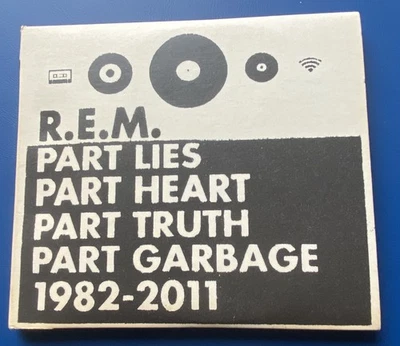 R.E.M.
PART LIES
PART HEART
PART TRUTH
PART GARBAGE
1982-2011